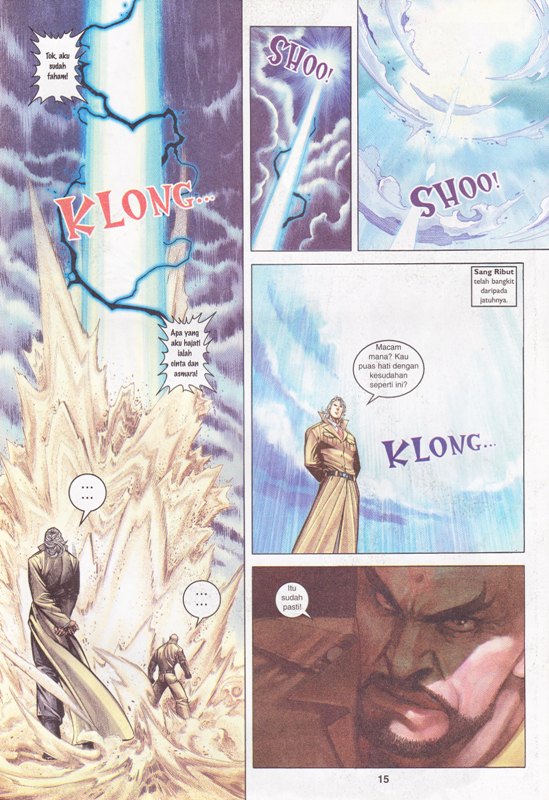 Tok, aku
sudah
faham!
KLONG...
Apa yang
aku hajati
ialah
cinta dan
asmara!
...
...
...
...
SHOO!
SHOO!
Sang Ribut
telah bangkit
daripada
jatuhnya.
Macam
mana? Kau
puas hati dengan
kesudahan
seperti ini?
KLONG...
Itu
sudah
pasti!
15